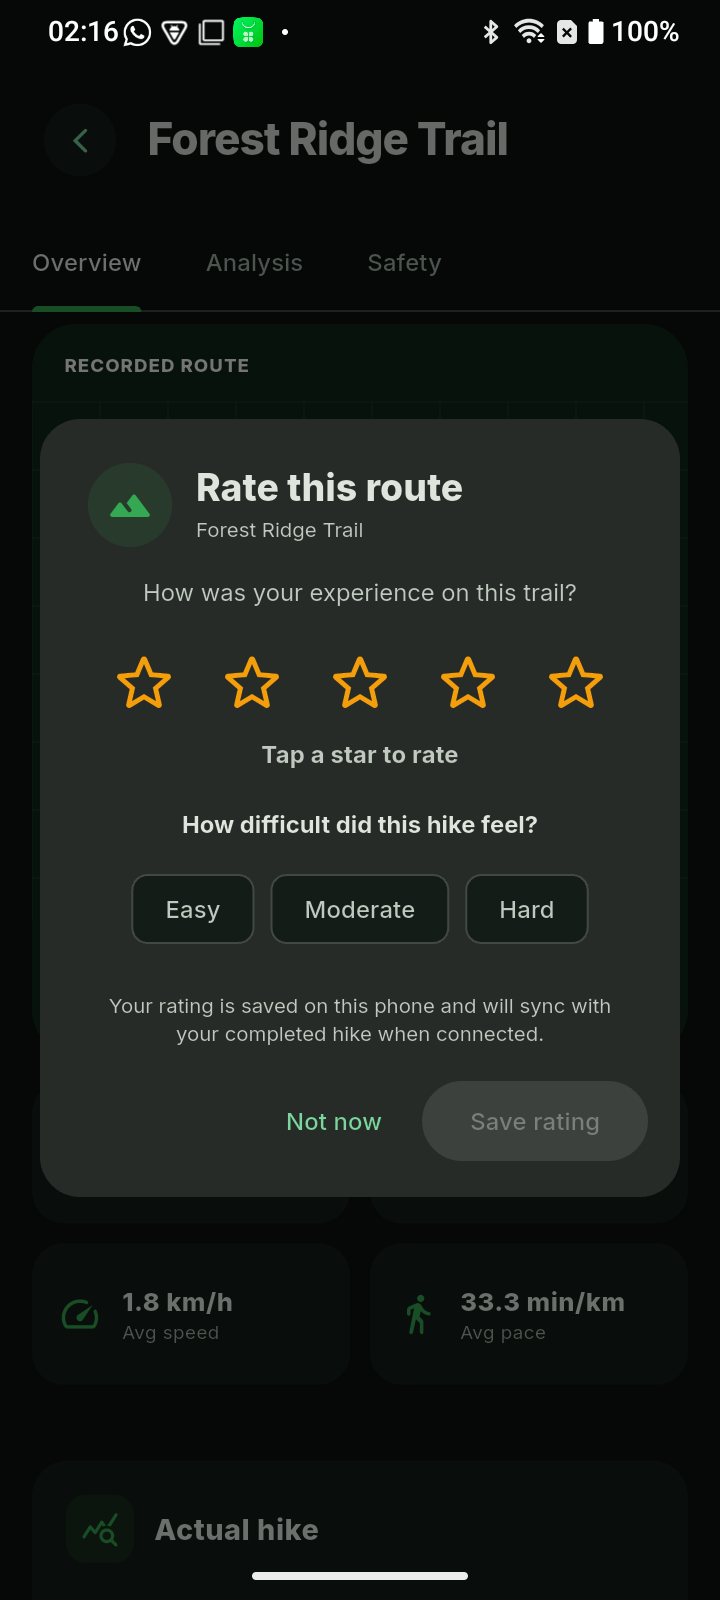 02:16
100%
Forest Ridge Trail
Overview
Analysis
Safety
RECORDED ROUTE
Rate this route
Forest Ridge Trail
How was your experience on this trail?
Tap a star to rate
How difficult did this hike feel?
Easy
Moderate
Hard
Your rating is saved on this phone and will sync with
your completed hike when connected.
Not now
Save rating
1.8 km/h
Avg speed
33.3 min/km
Avg pace
Actual hike